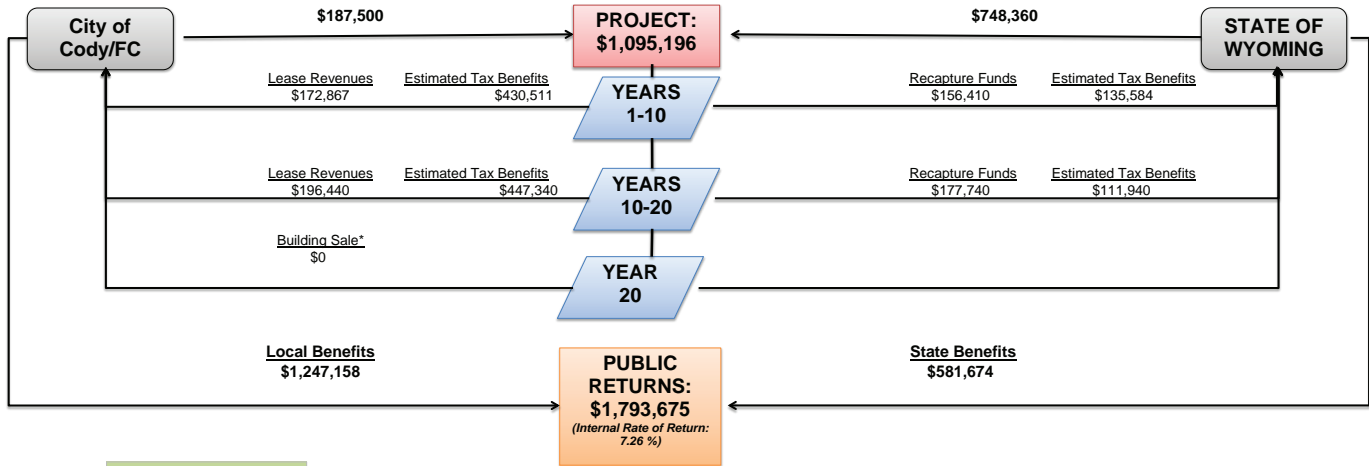 City of
Cody/FC
$187,500
PROJECT:
$1,095,196
$748,360
STATE OF
WYOMING
Lease Revenues
$172,867
Estimated Tax Benefits
$430,511
YEARS
1-10
Recapture Funds
$156,410
Estimated Tax Benefits
$135,584
Lease Revenues
$196,440
Estimated Tax Benefits
$447,340
YEARS
10-20
Recapture Funds
$177,740
Estimated Tax Benefits
$111,940
Building Sale*
$0
YEAR
20
Local Benefits
$1,247,158
PUBLIC
RETURNS:
$1,793,675
(Internal Rate of Return:
7.26 %)
State Benefits
$581,674